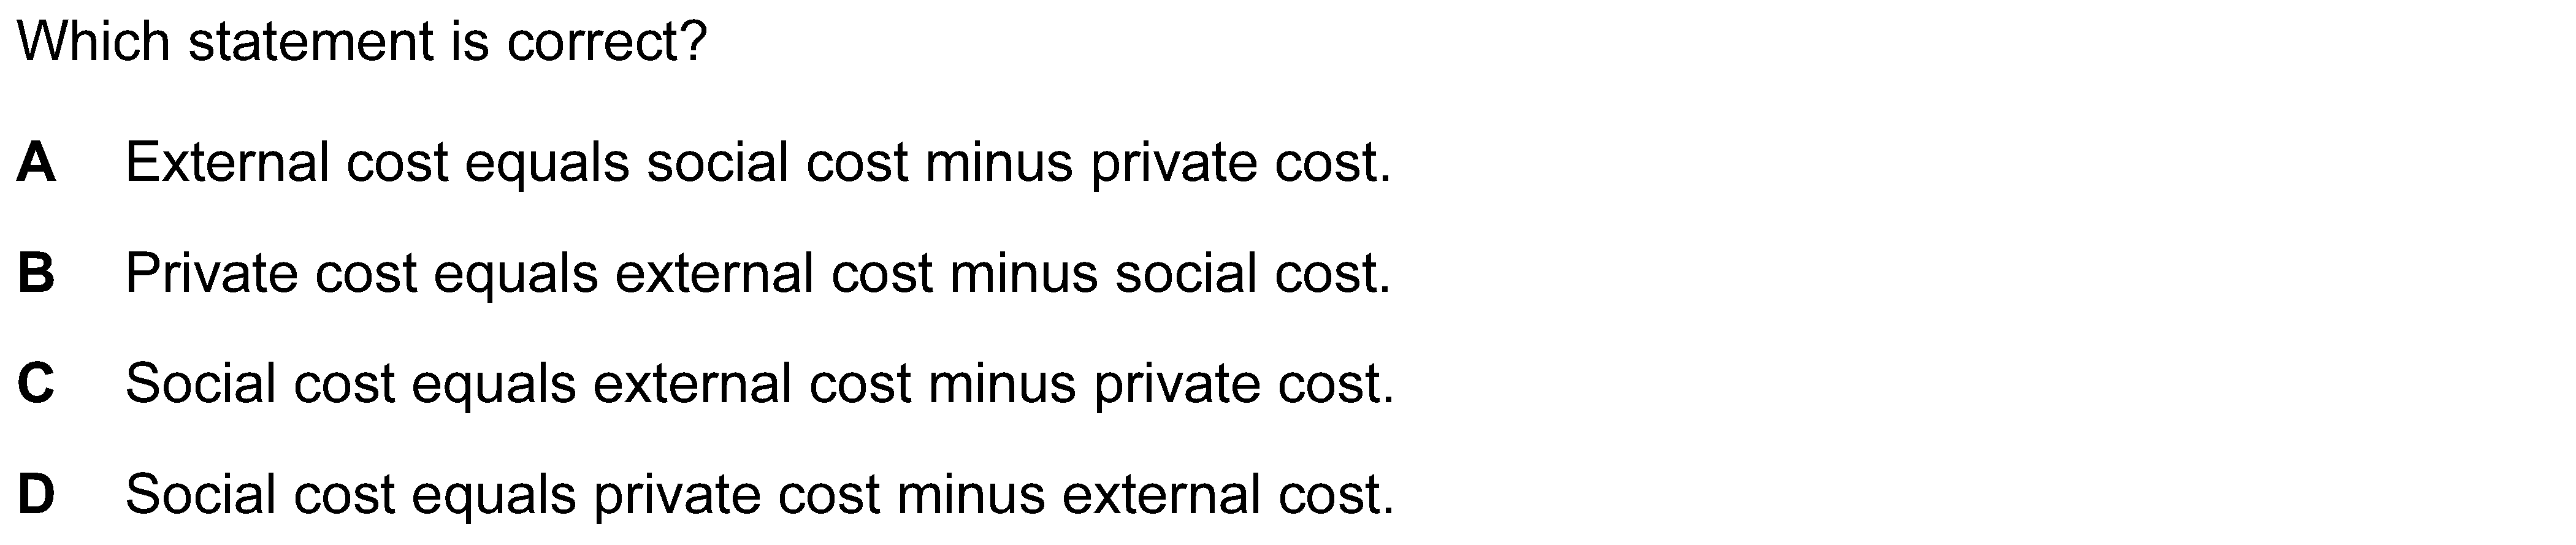 Which statement is correct?
A External cost equals social cost minus private cost.
B Private cost equals external cost minus social cost.
C Social cost equals external cost minus private cost.
D Social cost equals private cost minus external cost.